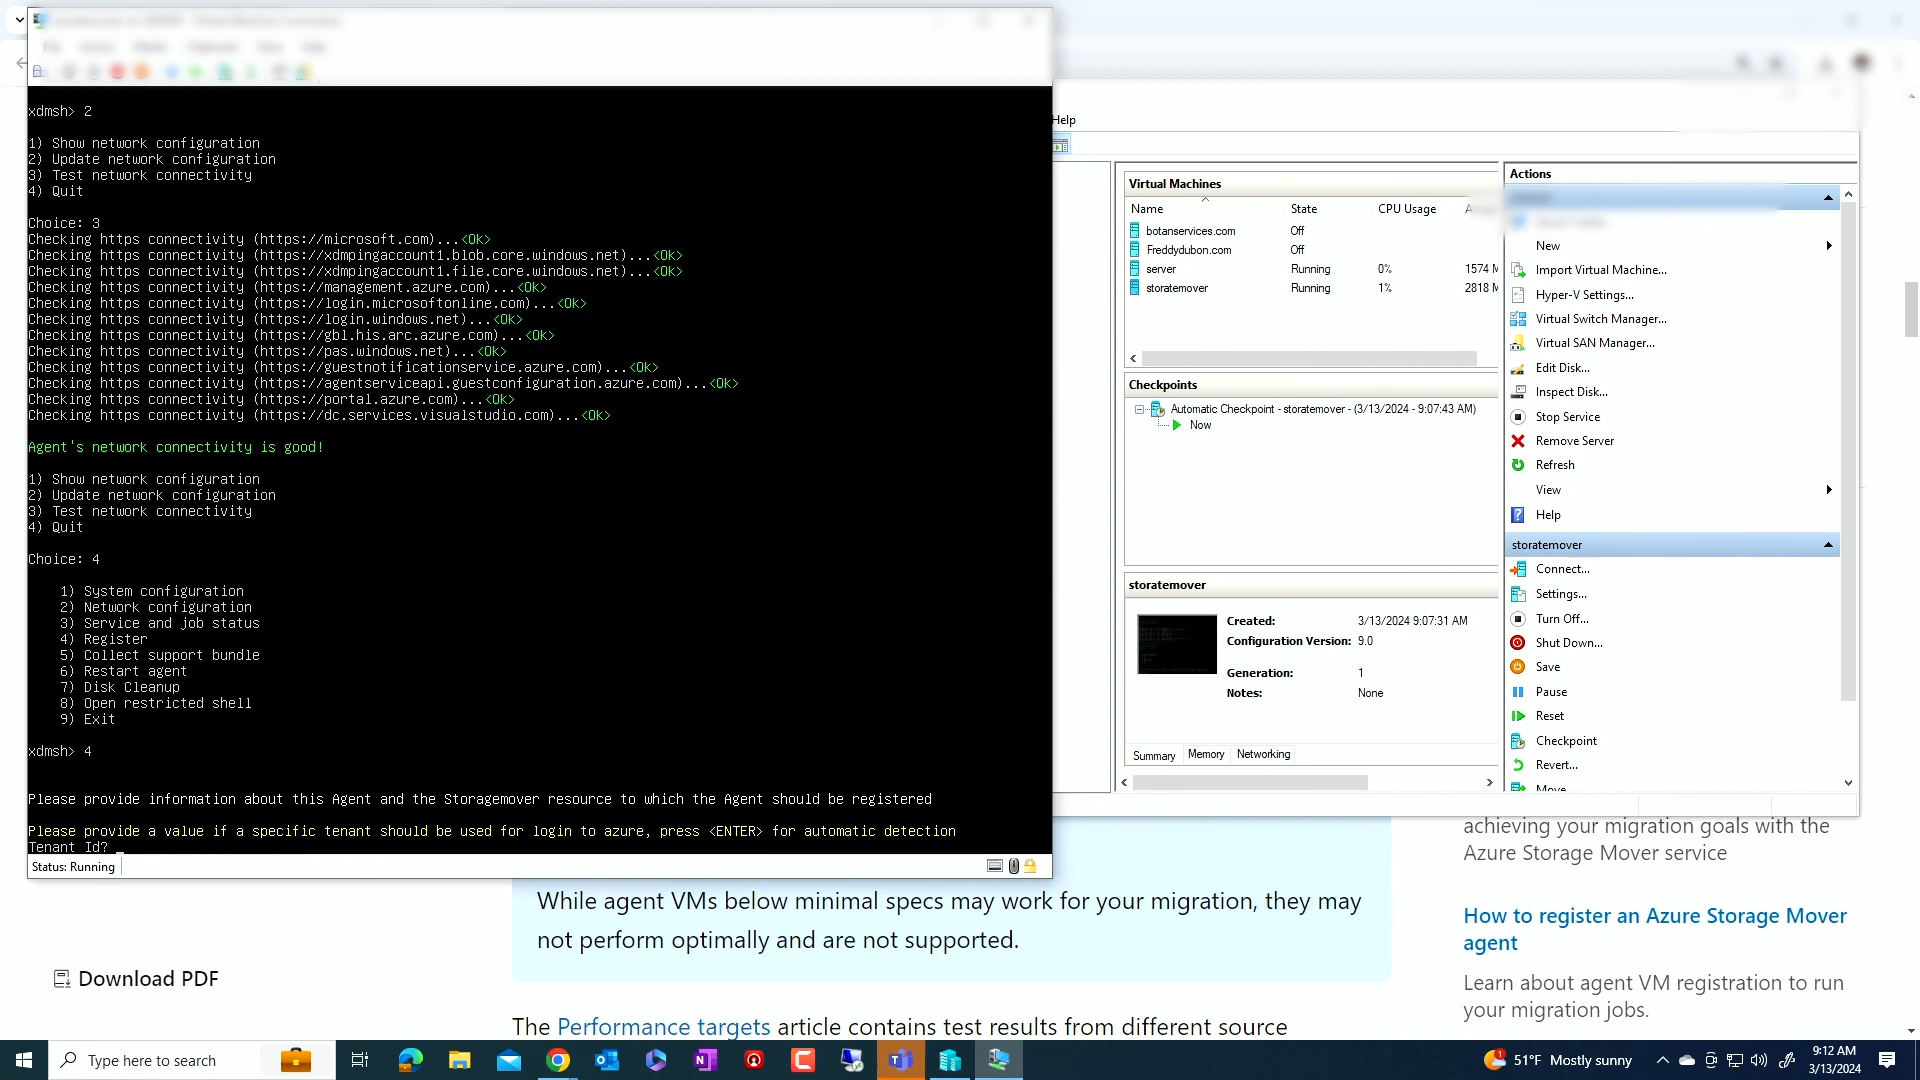 xdmsh> 2
1) Show network configuration
2) Update network configuration
3) Test network connectivity
4) Quit
Choice: 3
Checking https connectivity (https://microsoft.com)...<Ok>
Checking https connectivity (https://xdmpingaccount1.blob.core.windows.net)...<Ok>
Checking https connectivity (https://xdmpingaccount1.file.core.windows.net)...<Ok>
Checking https connectivity (https://management.azure.com)...<Ok>
Checking https connectivity (https://login.microsoftonline.com)...<Ok>
Checking https connectivity (https://login.windows.net)...<Ok>
Checking https connectivity (https://gbl.his.arc.azure.com)...<Ok>
Checking https connectivity (https://pas.windows.net)...<Ok>
Checking https connectivity (https://guestnotificationservice.azure.com)...<Ok>
Checking https connectivity (https://agentserviceapi.guestconfiguration.azure.com)...<Ok>
Checking https connectivity (https://portal.azure.com)...<Ok>
Checking https connectivity (https://dc.services.visualstudio.com)...<Ok>
Agent's network connectivity is good!
1) Show network configuration
2) Update network configuration
3) Test network connectivity
4) Quit
Choice: 4
1) System configuration
2) Network configuration
3) Service and job status
4) Register
5) Collect support bundle
6) Restart agent
7) Disk Cleanup
8) Open restricted shell
9) Exit
xdmsh> 4
Please provide information about this Agent and the Storagemover resource to which the Agent should be registered
Please provide a value if a specific tenant should be used for login to azure, press <ENTER> for automatic detection
Tenant Id? _
Status: Running
Help
Virtual Machines
Name State CPU Usage
botanservices.com Off
Freddydubon.com Off
server Running 0% 1574 M
storatemover Running 1% 2818 M
Checkpoints
Automatic Checkpoint - storatemover - (3/13/2024 - 9:07:43 AM)
Now
storatemover
Created: 3/13/2024 9:07:31 AM
Configuration Version: 9.0
Generation: 1
Notes: None
Summary Memory Networking
Actions
New
Import Virtual Machine...
Hyper-V Settings...
Virtual Switch Manager...
Virtual SAN Manager...
Edit Disk...
Inspect Disk...
Stop Service
Remove Server
Refresh
View
Help
storatemover
Connect...
Settings...
Turn Off...
Shut Down...
Save
Pause
Reset
Checkpoint
Revert...
Move...
While agent VMs below minimal specs may work for your migration, they may
not perform optimally and are not supported.
Download PDF
The Performance targets article contains test results from different source
achieving your migration goals with the
Azure Storage Mover service
How to register an Azure Storage Mover
agent
Learn about agent VM registration to run
your migration jobs.
Type here to search
51°F Mostly sunny
9:12 AM
3/13/2024